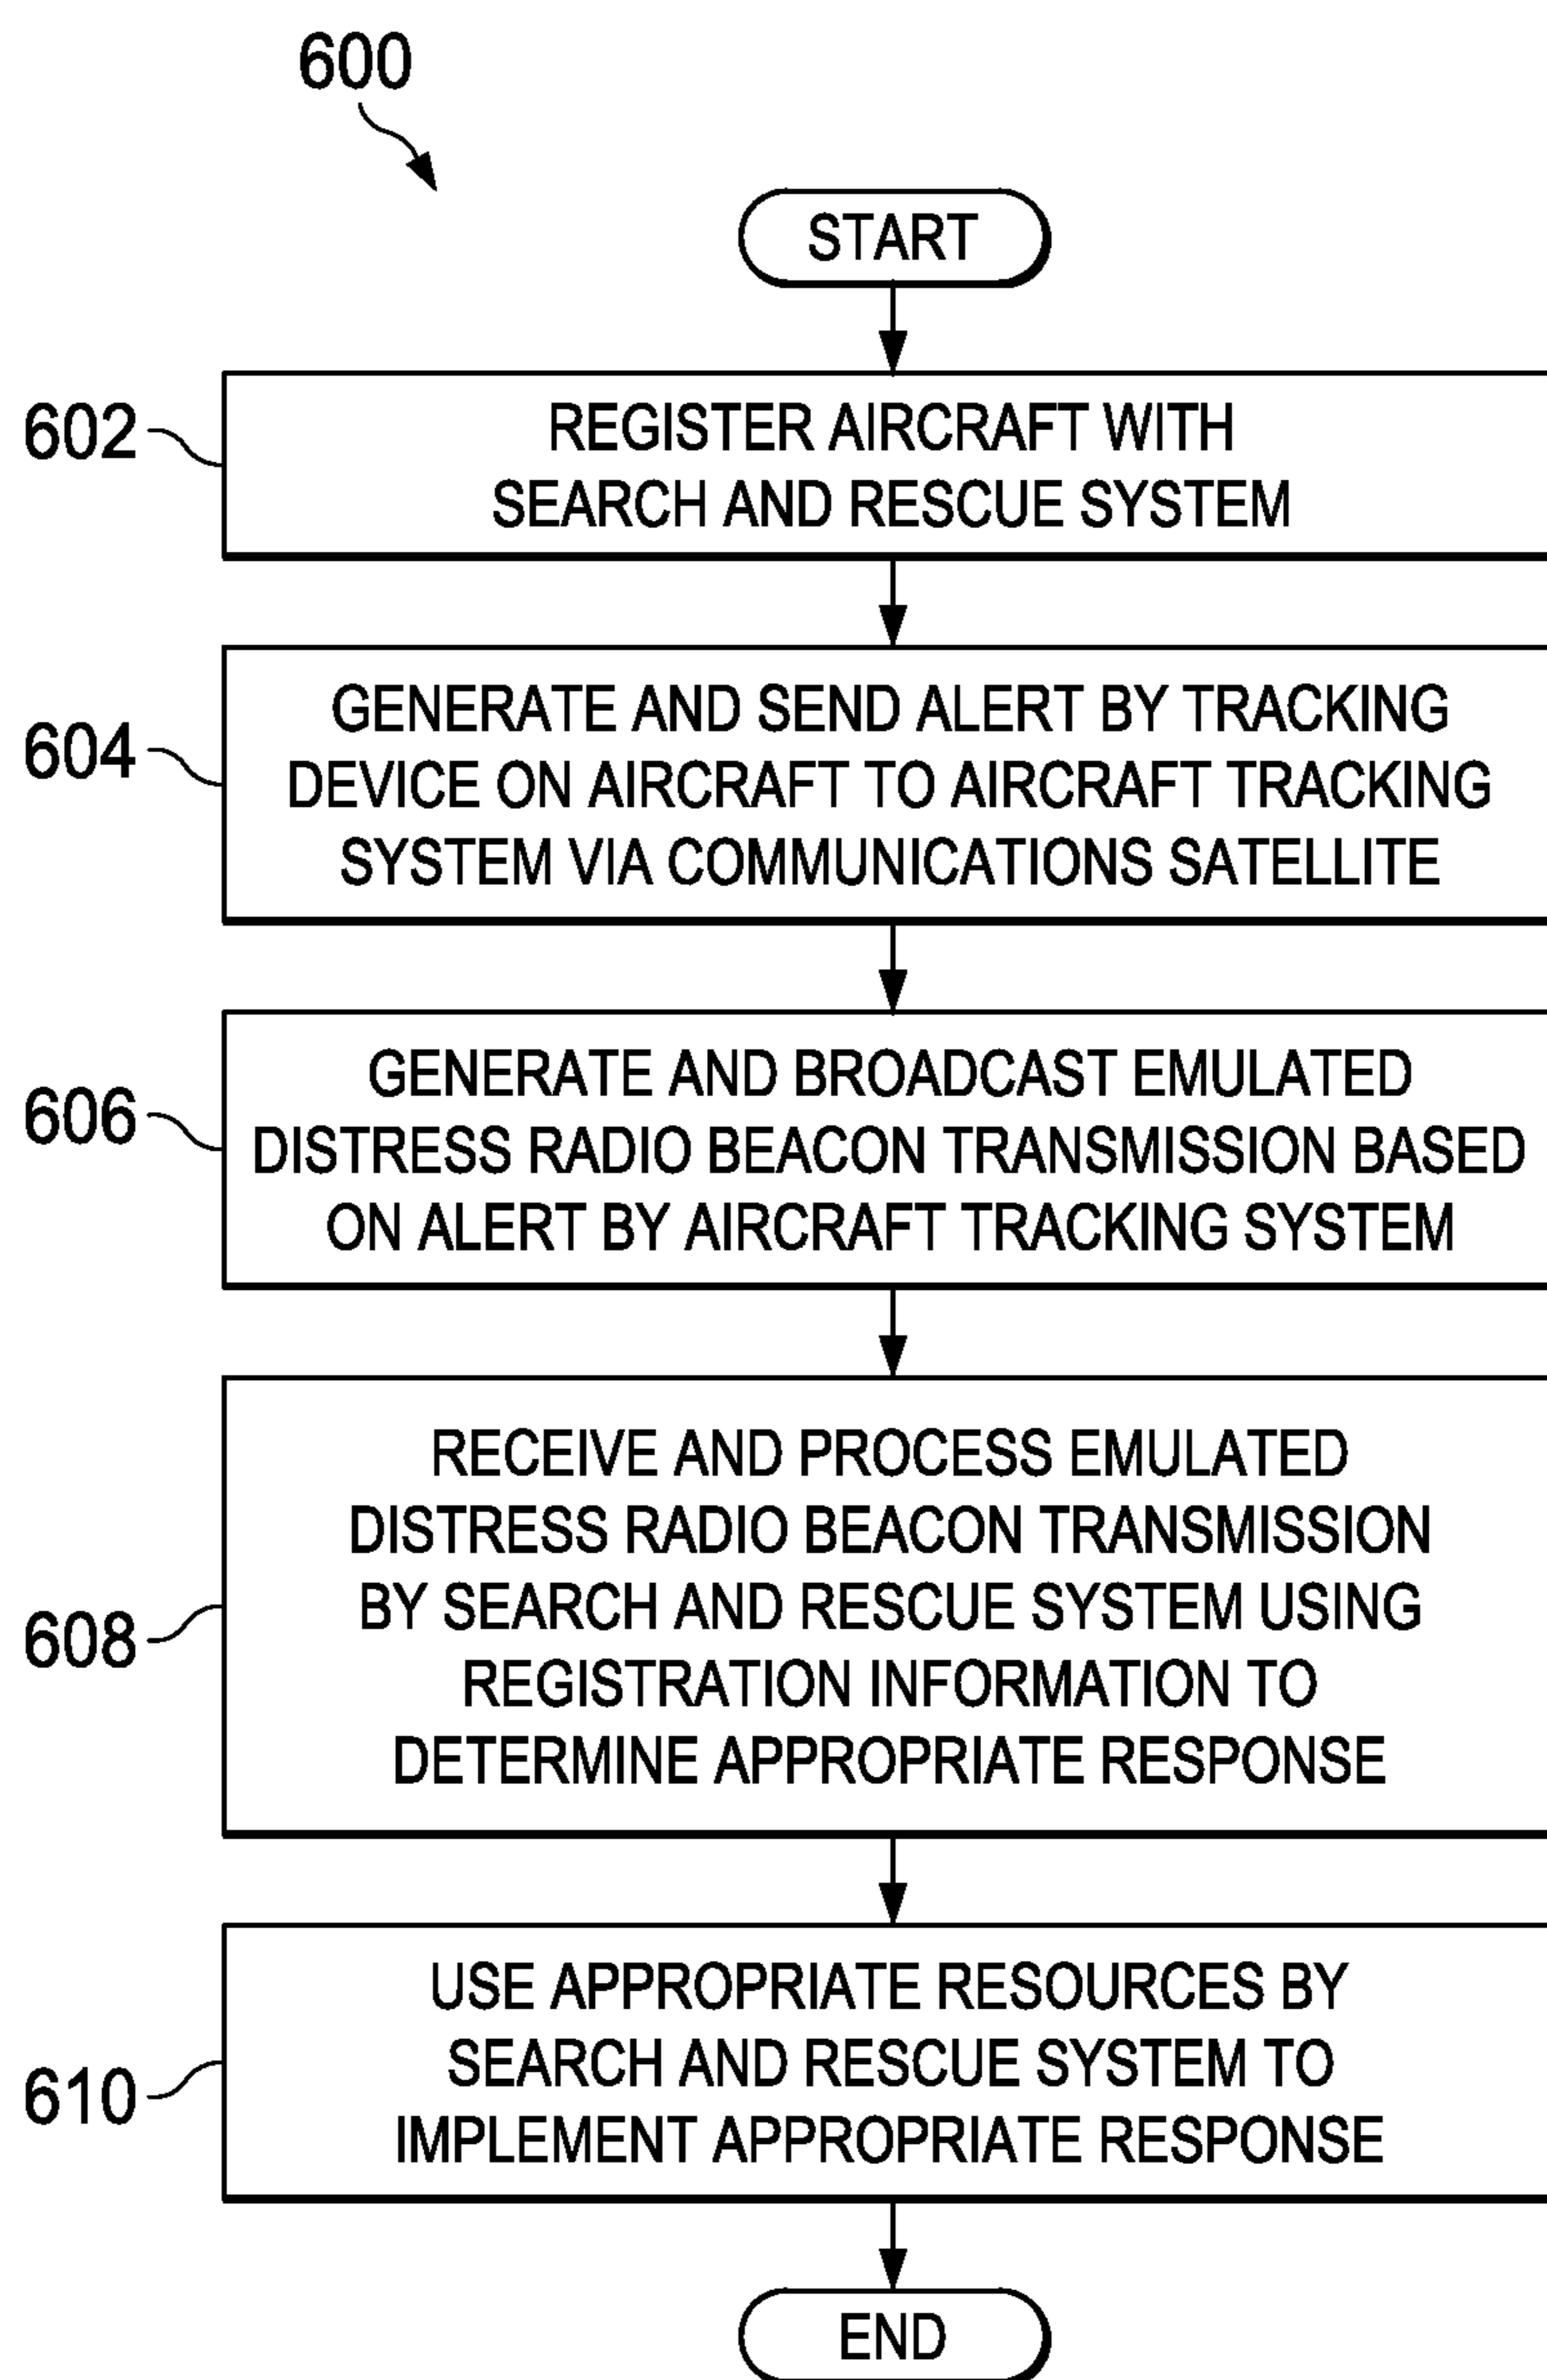 600
START
602
REGISTER AIRCRAFT WITH
SEARCH AND RESCUE SYSTEM
604
GENERATE AND SEND ALERT BY TRACKING
DEVICE ON AIRCRAFT TO AIRCRAFT TRACKING
SYSTEM VIA COMMUNICATIONS SATELLITE
606
GENERATE AND BROADCAST EMULATED
DISTRESS RADIO BEACON TRANSMISSION BASED
ON ALERT BY AIRCRAFT TRACKING SYSTEM
608
RECEIVE AND PROCESS EMULATED
DISTRESS RADIO BEACON TRANSMISSION
BY SEARCH AND RESCUE SYSTEM USING
REGISTRATION INFORMATION TO
DETERMINE APPROPRIATE RESPONSE
610
USE APPROPRIATE RESOURCES BY
SEARCH AND RESCUE SYSTEM TO
IMPLEMENT APPROPRIATE RESPONSE
END